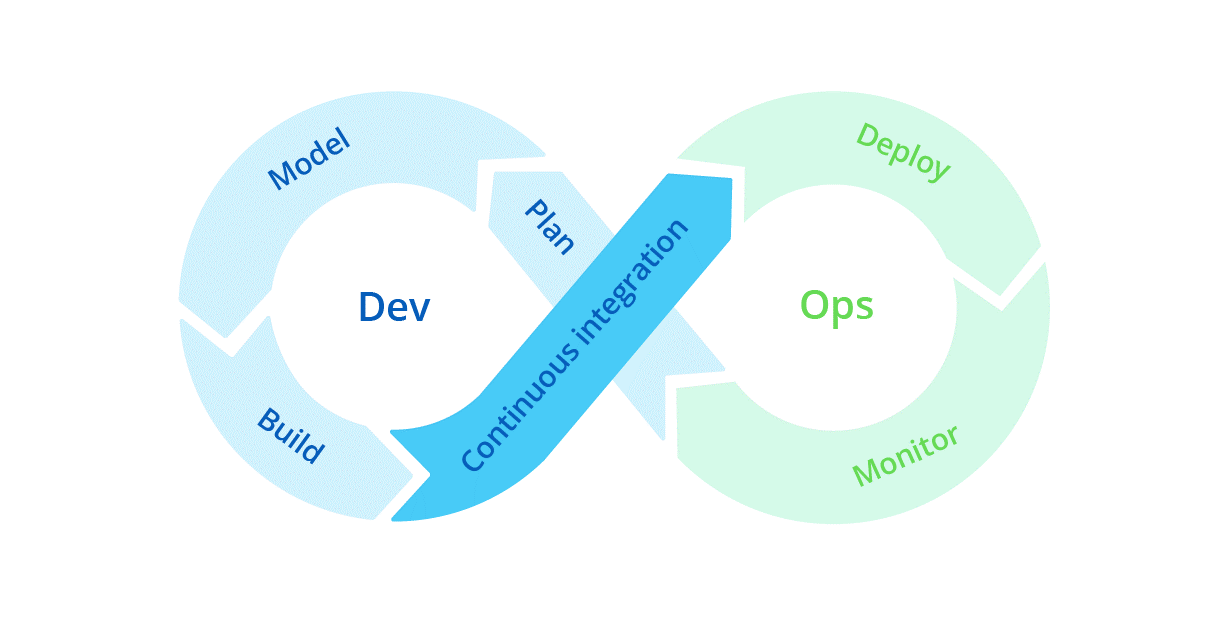 Model
Plan
Dev
Build
Continuous integration
Deploy
Ops
Monitor